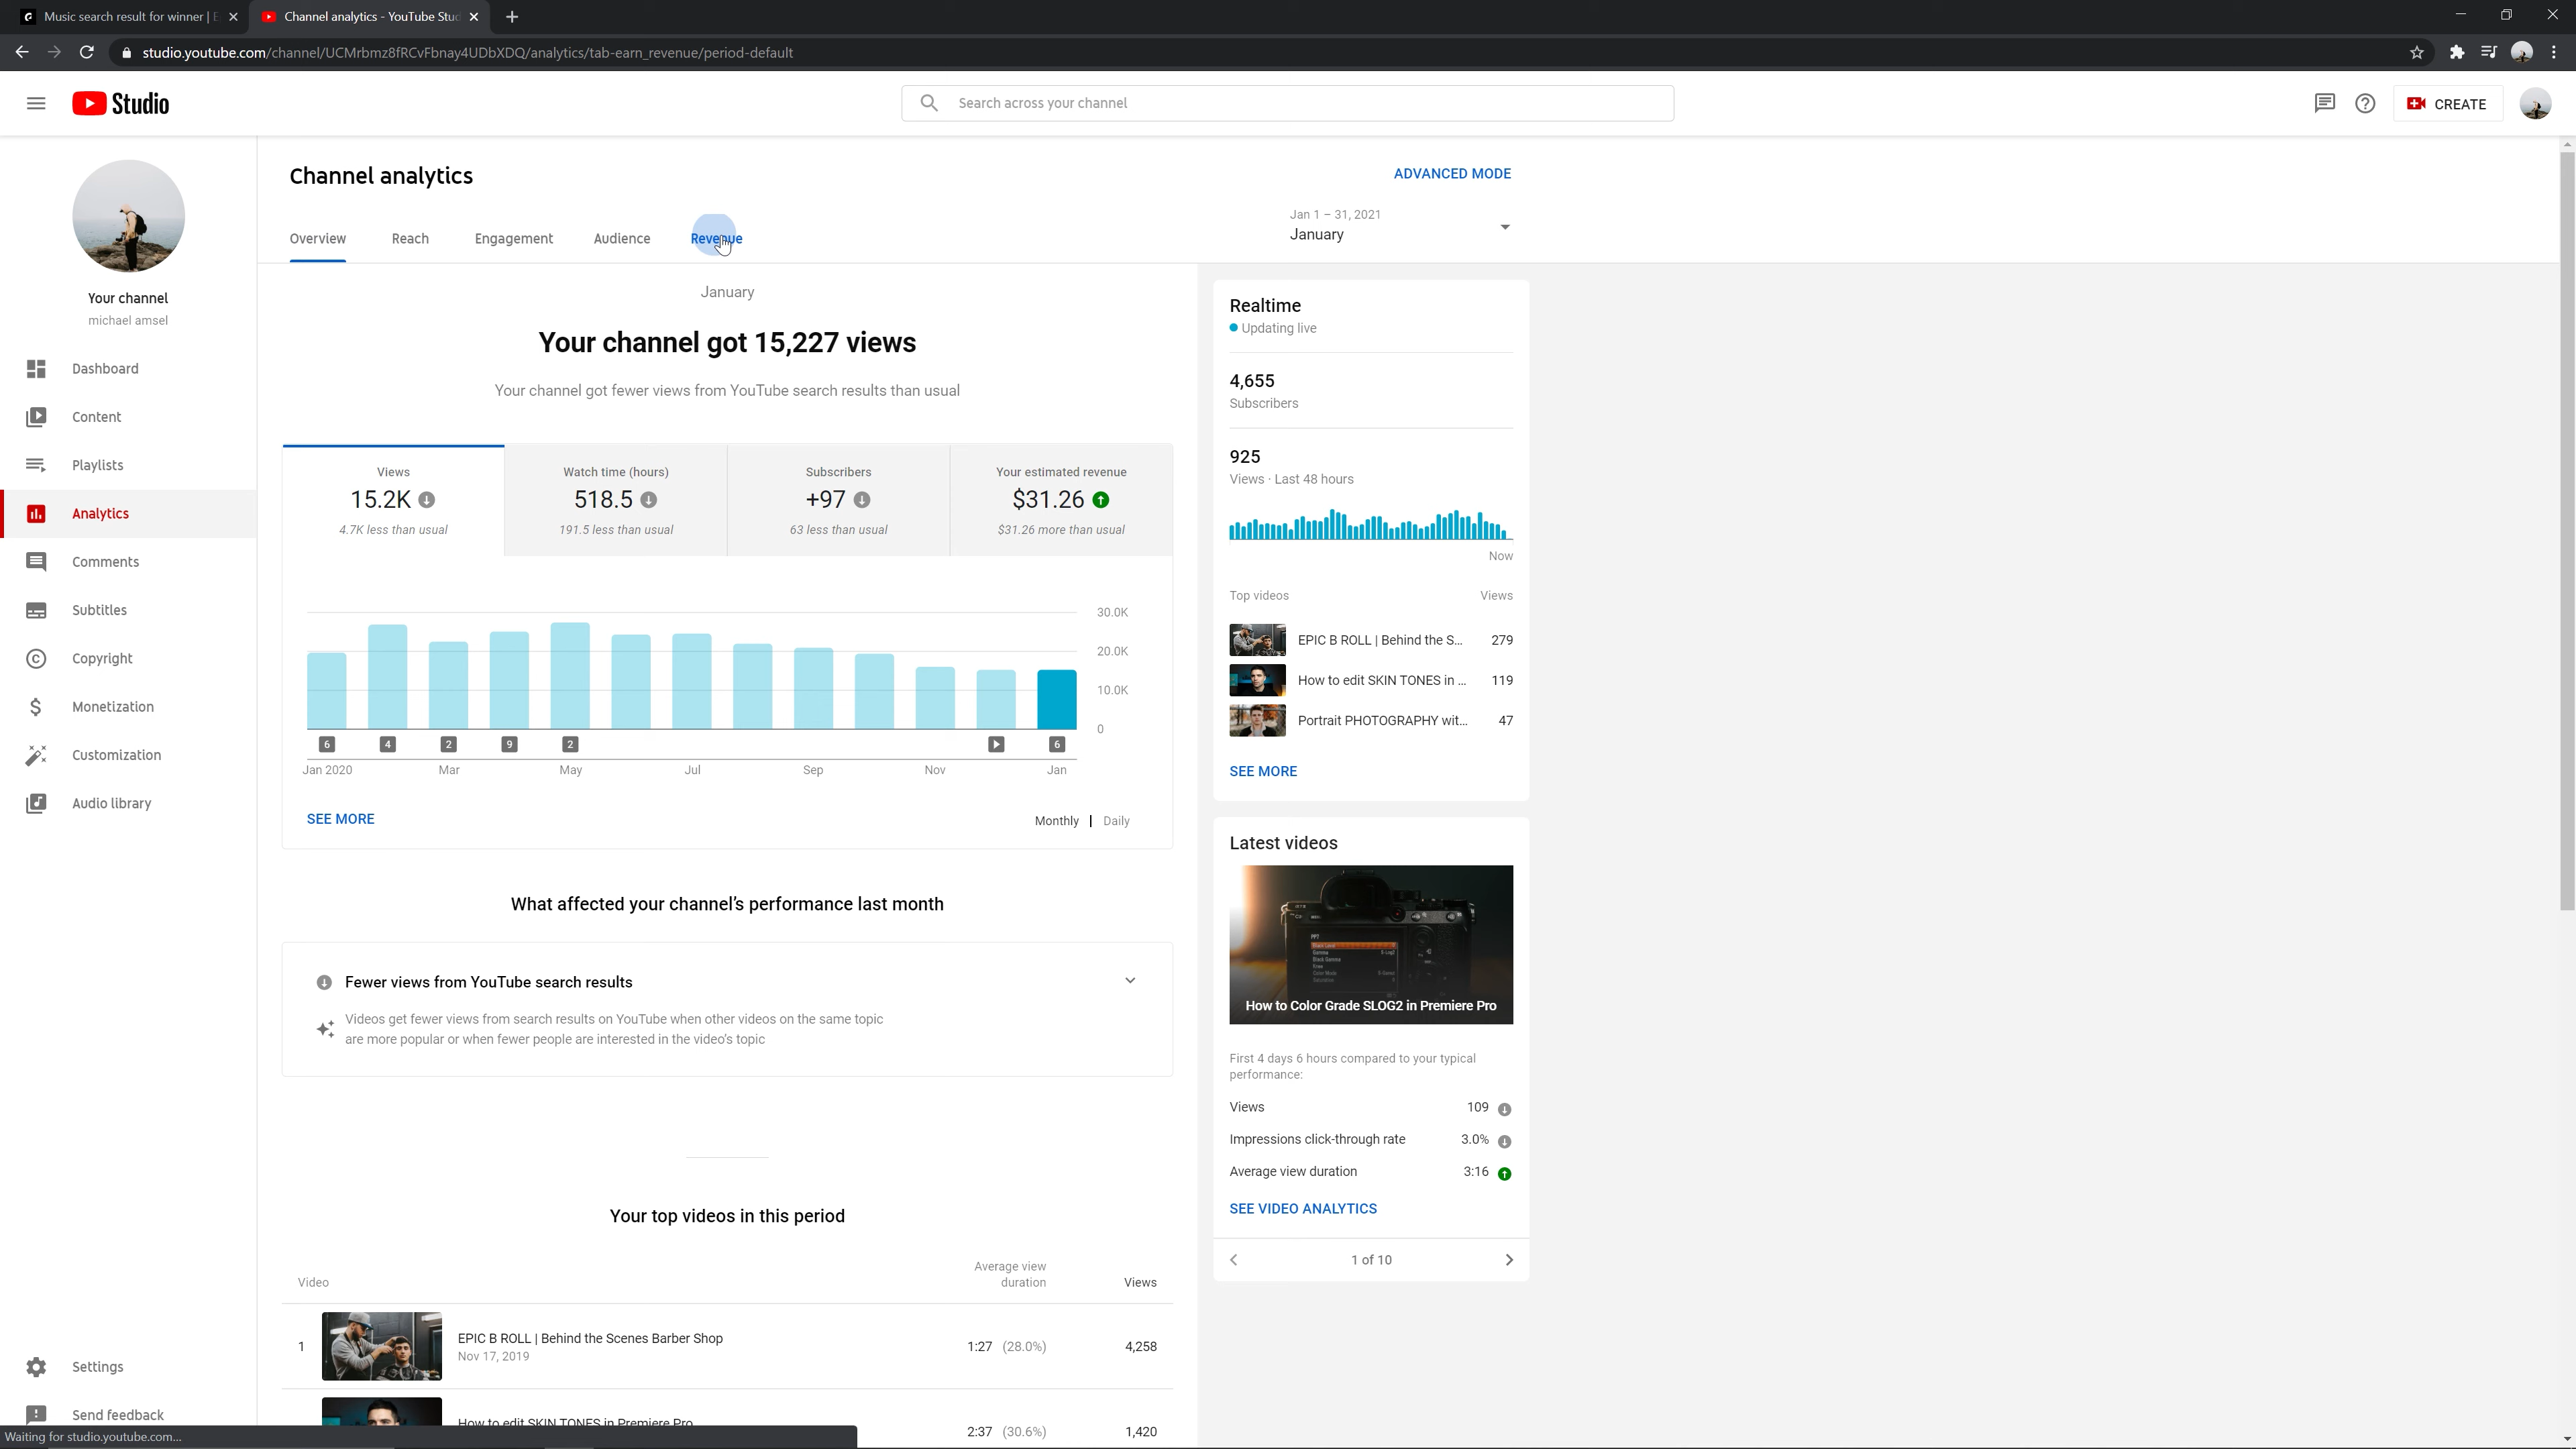 Music search result for winner |
Channel analytics - YouTube Stu
studio.youtube.com/channel/UCMrbmz8fRCvFbnay4UDbXDQ/analytics/tab-earn_revenue/period-default
Studio
Search across your channel
CREATE
Your channel
michael amsel
Dashboard
Content
Playlists
Analytics
Comments
Subtitles
Copyright
Monetization
Customization
Audio library
Settings
Send feedback
Waiting for studio.youtube.com...
Channel analytics
ADVANCED MODE
Overview Reach Engagement Audience Revenue
Jan 1 – 31, 2021
January
January
Your channel got 15,227 views
Your channel got fewer views from YouTube search results than usual
Views
15.2K
4.7K less than usual
Watch time (hours)
518.5
191.5 less than usual
Subscribers
+97
63 less than usual
Your estimated revenue
$31.26
$31.26 more than usual
30.0K
20.0K
10.0K
0
6 4 2 9 2 6
Jan 2020 Mar May Jul Sep Nov Jan
SEE MORE
Monthly | Daily
What affected your channel's performance last month
Fewer views from YouTube search results
Videos get fewer views from search results on YouTube when other videos on the same topic
are more popular or when fewer people are interested in the video's topic
Your top videos in this period
Video
Average view
duration
Views
1
EPIC B ROLL | Behind the Scenes Barber Shop
Nov 17, 2019
1:27 (28.0%) 4,258
How to edit SKIN TONES in Premiere Pro
2:37 (30.6%) 1,420
Realtime
Updating live
4,655
Subscribers
925
Views · Last 48 hours
Now
Top videos Views
EPIC B ROLL | Behind the S... 279
How to edit SKIN TONES in ... 119
Portrait PHOTOGRAPHY wit... 47
SEE MORE
Latest videos
How to Color Grade SLOG2 in Premiere Pro
First 4 days 6 hours compared to your typical
performance:
Views 109
Impressions click-through rate 3.0%
Average view duration 3:16
SEE VIDEO ANALYTICS
1 of 10